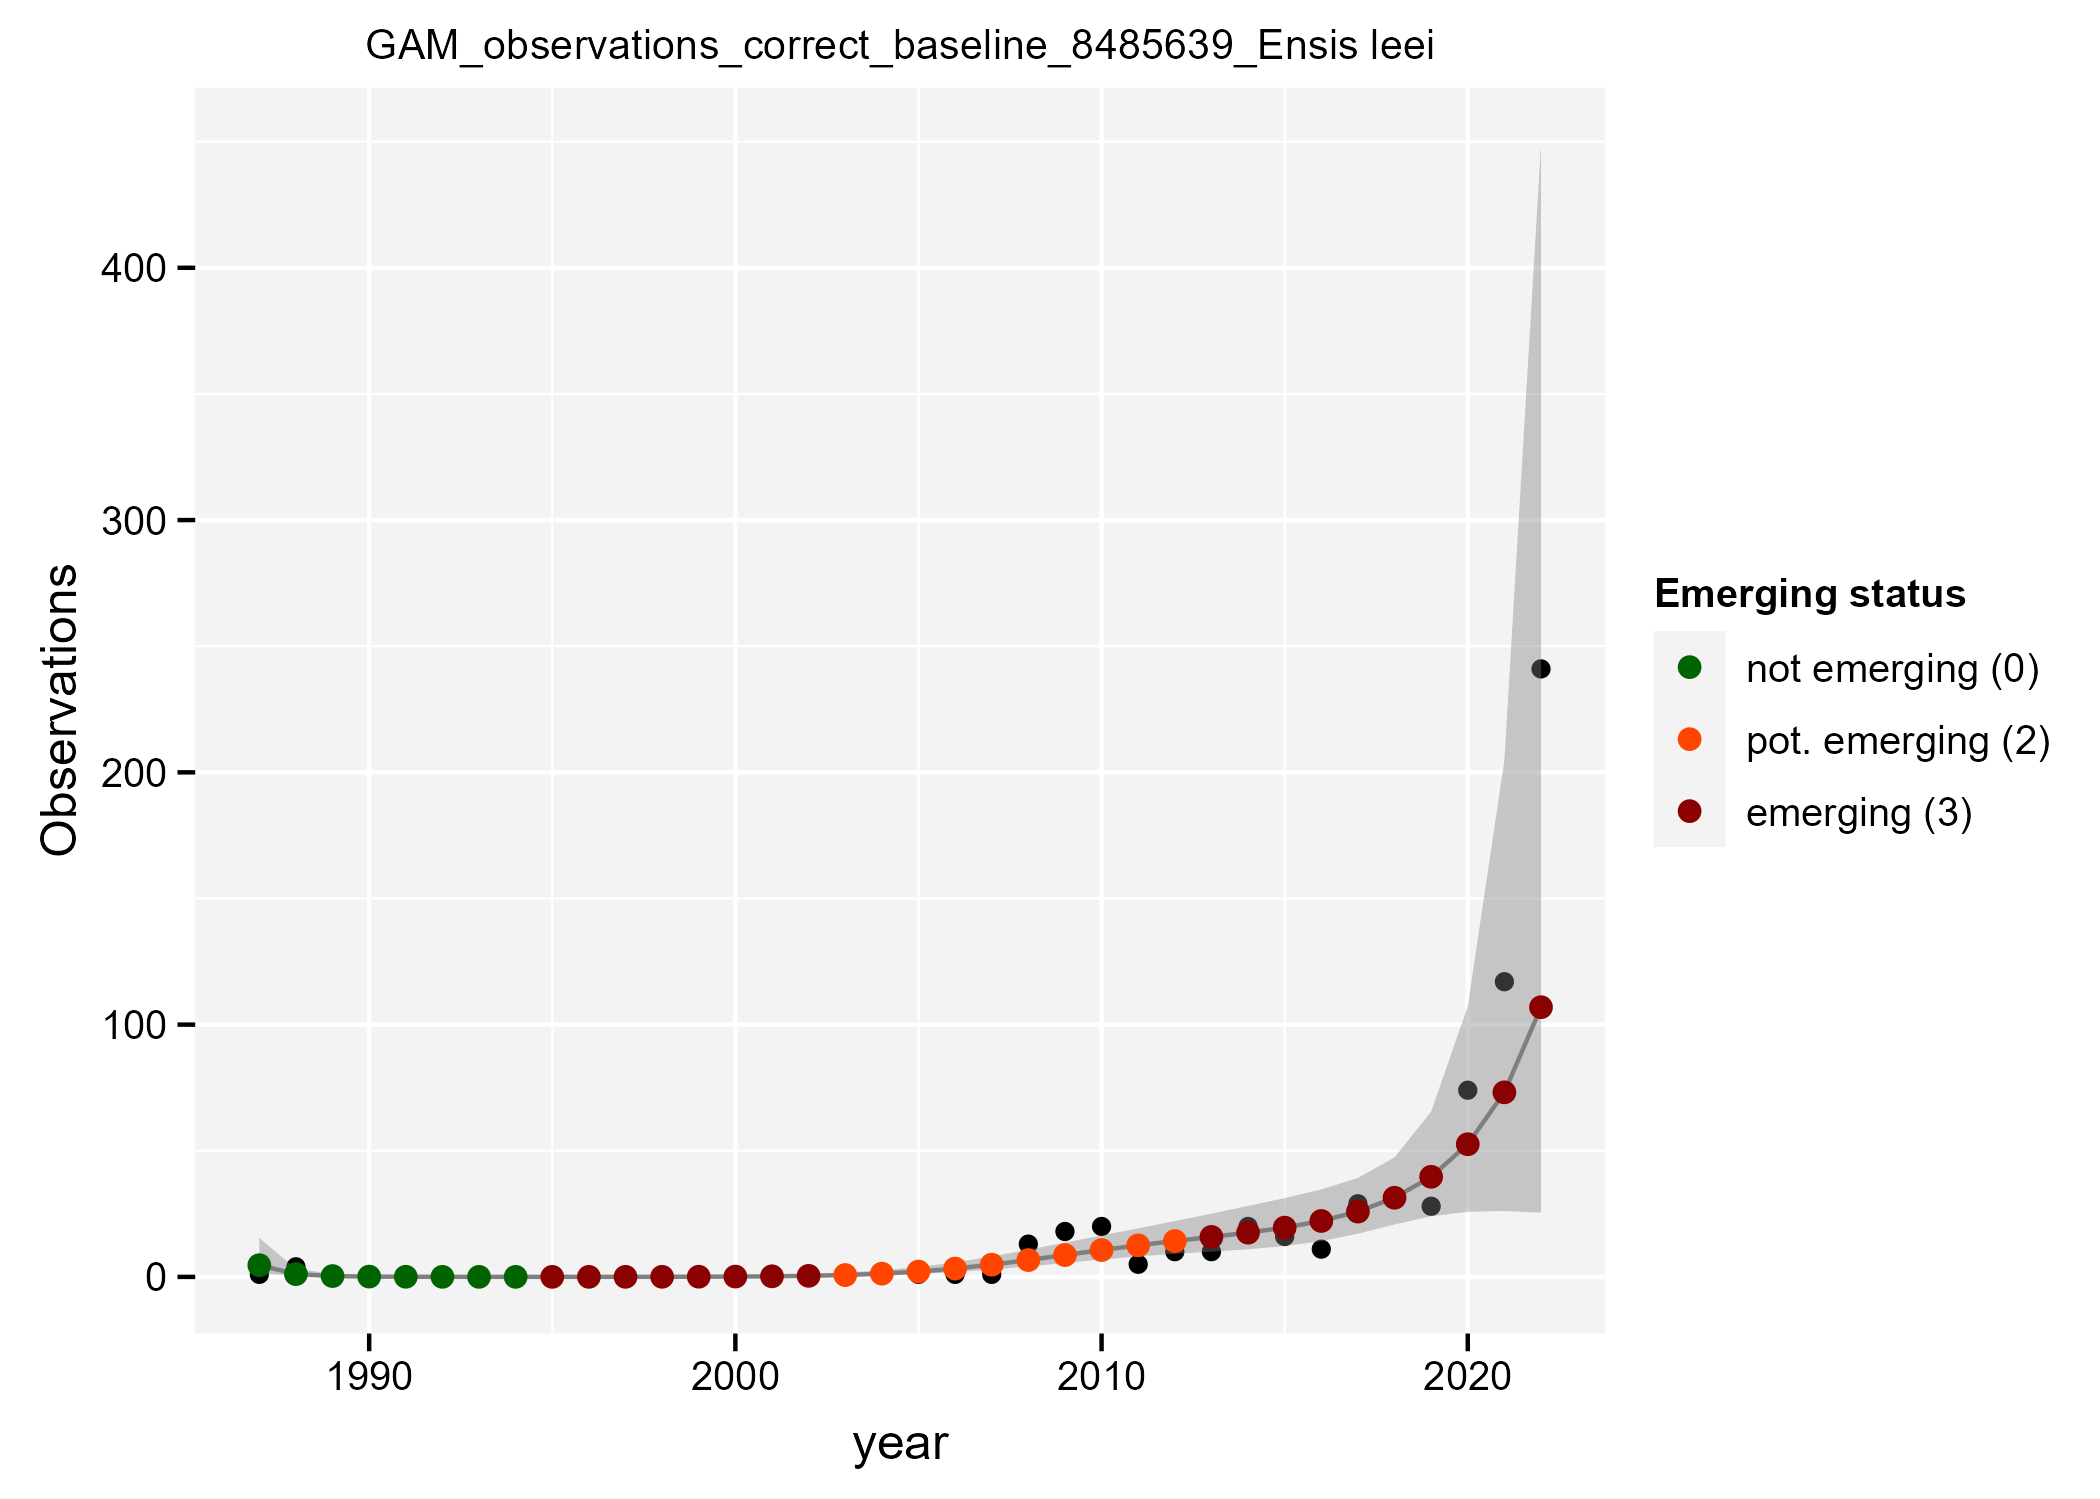 GAM_observations_correct_baseline_8485639_Ensis leei
Observations
400
300
200
100
0
1990
2000
2010
2020
year
Emerging status
not emerging (0)
pot. emerging (2)
emerging (3)